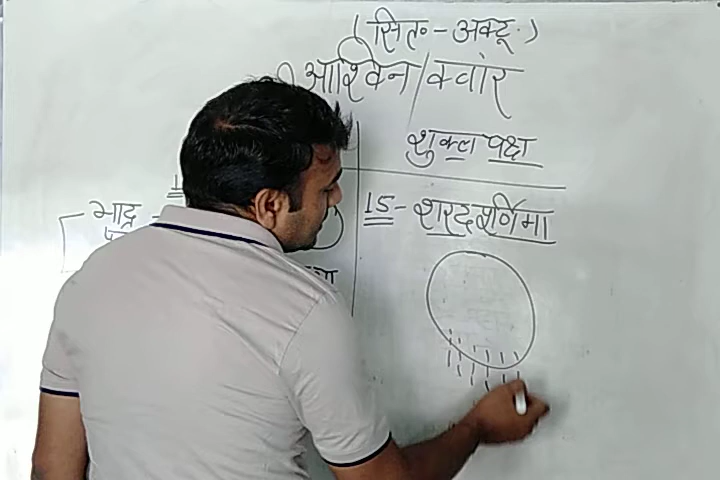 (सित॰ - अक्टू॰)
आश्विन/क्वांर
शुक्ल पक्ष
भाद्र
15 - शरद पूर्णिमा